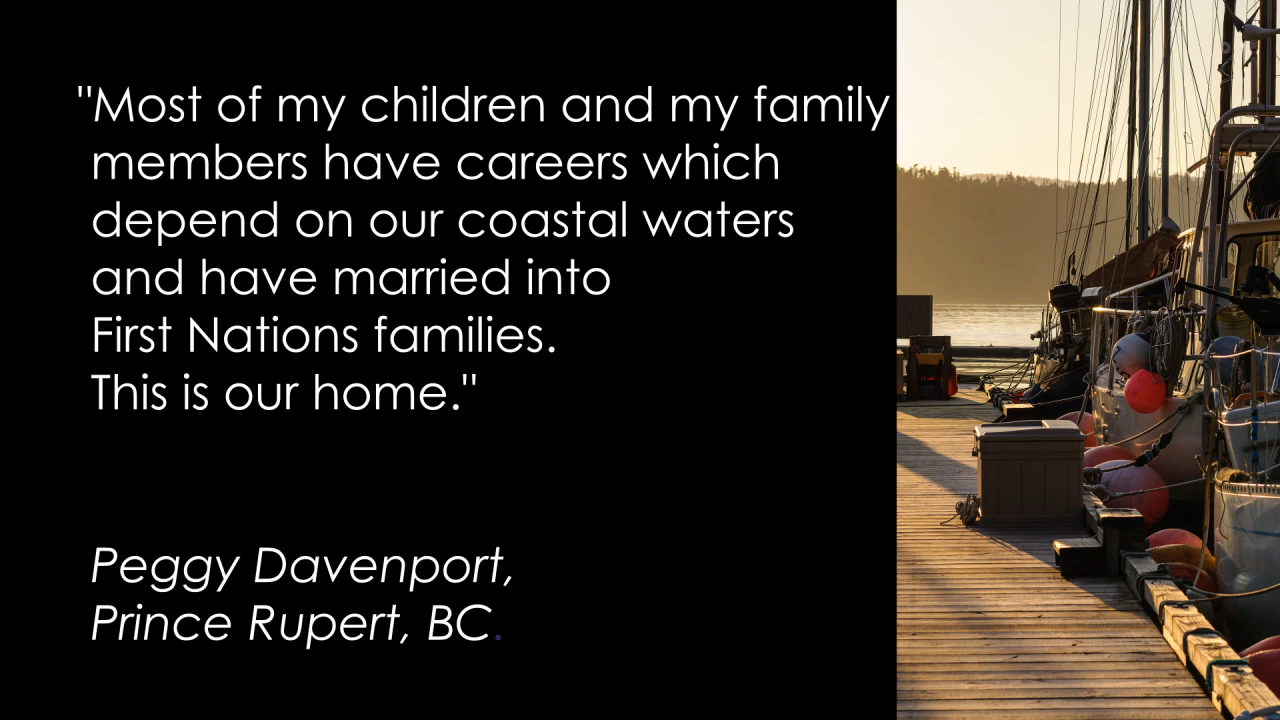 "Most of my children and my family
members have careers which
depend on our coastal waters
and have married into
First Nations families.
This is our home."
Peggy Davenport,
Prince Rupert, BC.